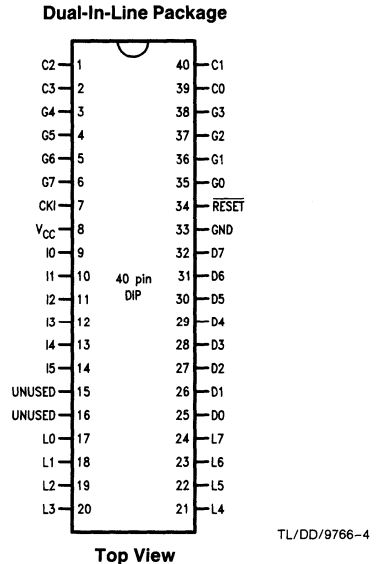 Dual-In-Line Package
C2 1 40 C1
C3 2 39 C0
G4 3 38 G3
G5 4 37 G2
G6 5 36 G1
G7 6 35 G0
CKI 7 34 RESET
VCC 8 33 GND
I0 9 32 D7
I1 10 40 pin 31 D6
I2 11 DIP 30 D5
I3 12 29 D4
I4 13 28 D3
I5 14 27 D2
UNUSED 15 26 D1
UNUSED 16 25 D0
L0 17 24 L7
L1 18 23 L6
L2 19 22 L5
L3 20 21 L4
TL/DD/9766-4
Top View